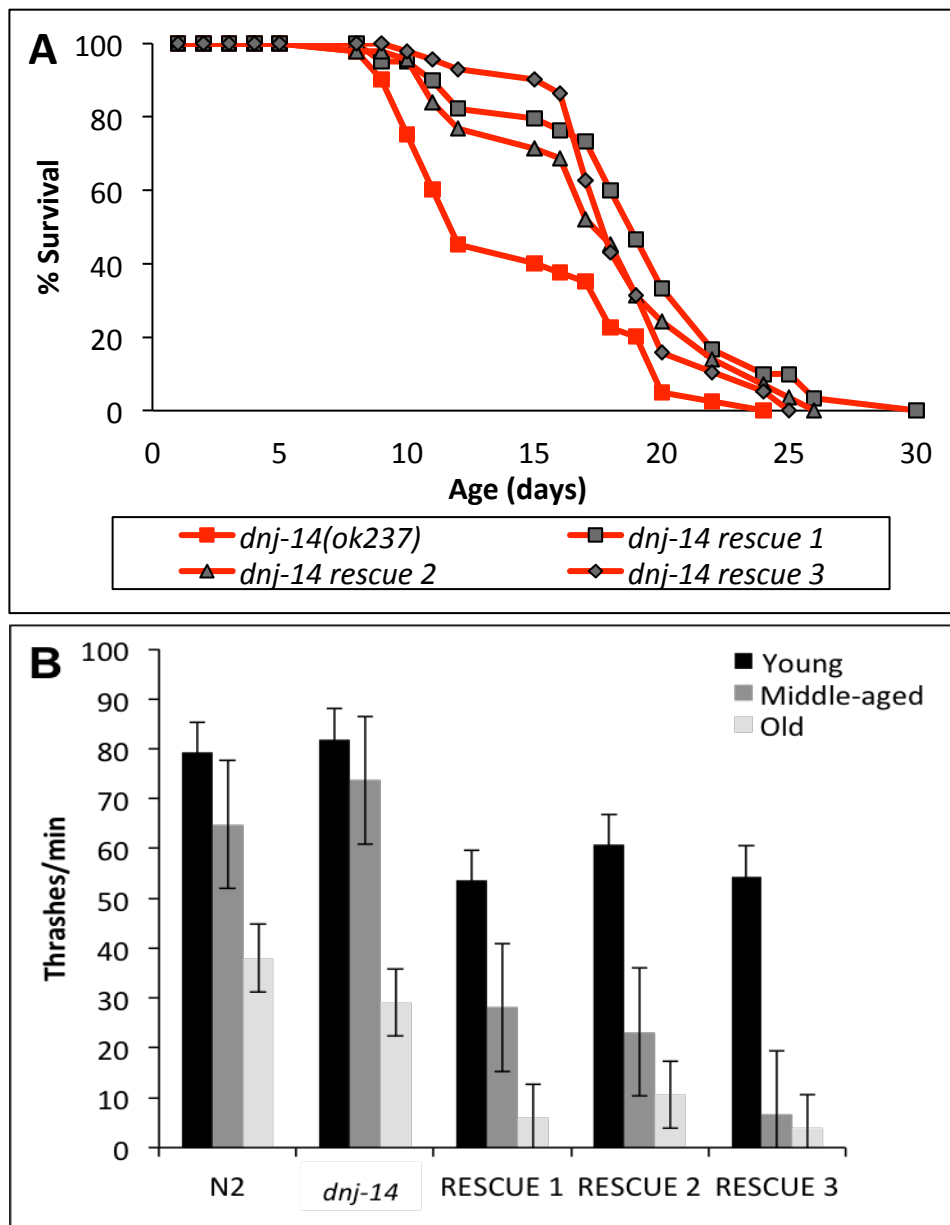 A
100
80
60
40
20
0
% Survival
0 5 10 15 20 25 30
Age (days)
dnj-14(ok237) dnj-14 rescue 1
dnj-14 rescue 2 dnj-14 rescue 3
B
100
90
80
70
60
50
40
30
20
10
0
Thrashes/min
Young
Middle-aged
Old
N2 dnj-14 RESCUE 1 RESCUE 2 RESCUE 3